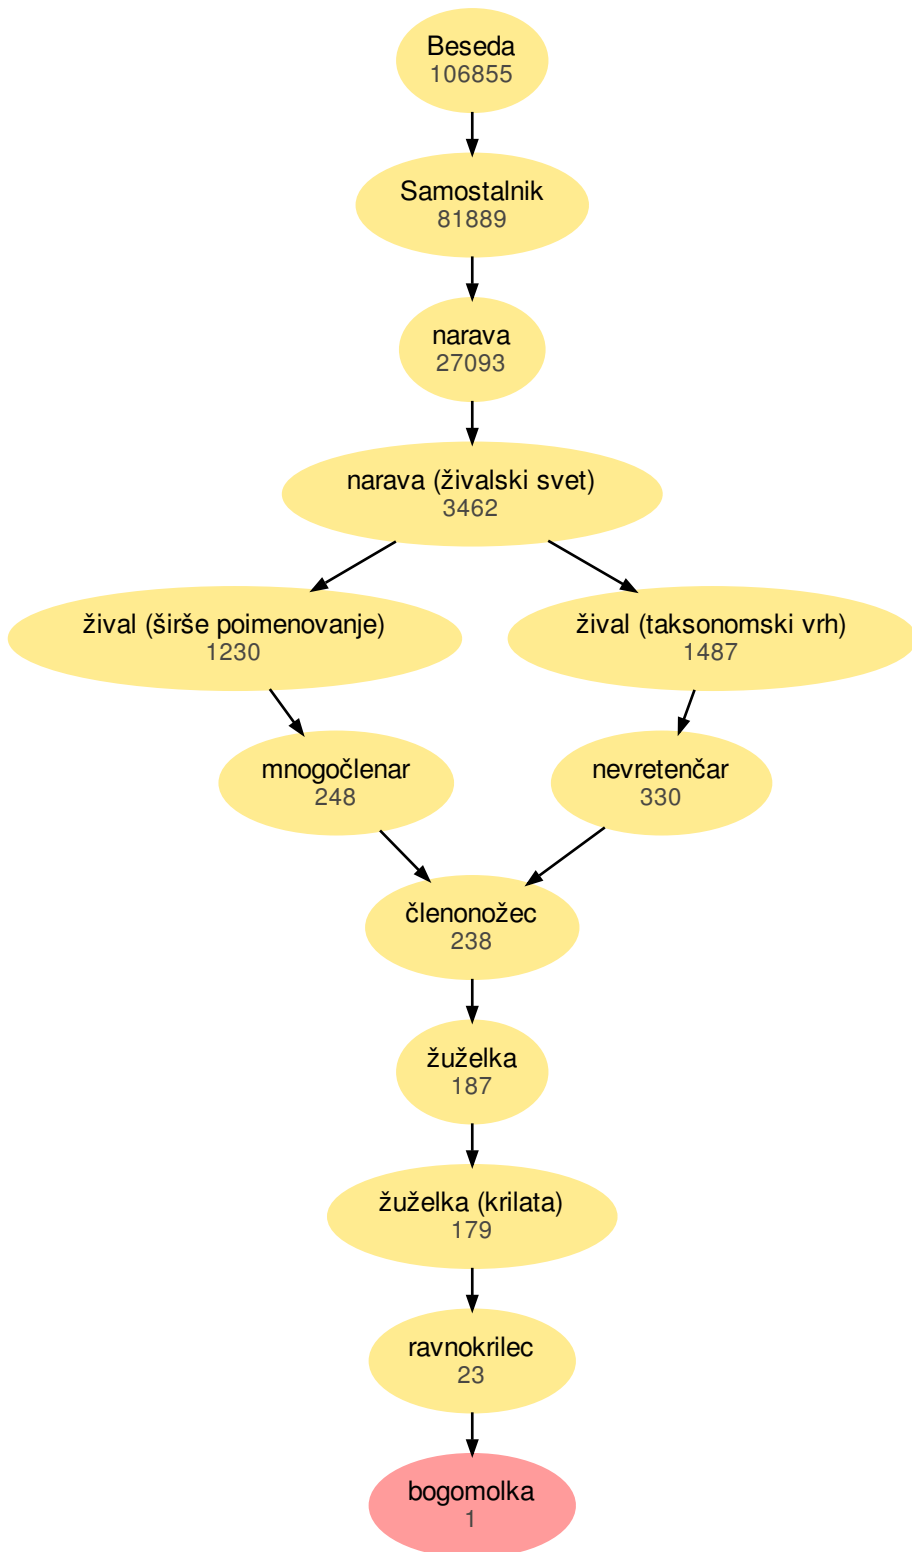 Beseda
106855
Samostalnik
81889
narava
27093
narava (živalski svet)
3462
žival (širše poimenovanje)
1230
žival (taksonomski vrh)
1487
mnogočlenar
248
nevretenčar
330
členonožec
238
žuželka
187
žuželka (krilata)
179
ravnokrilec
23
bogomolka
1